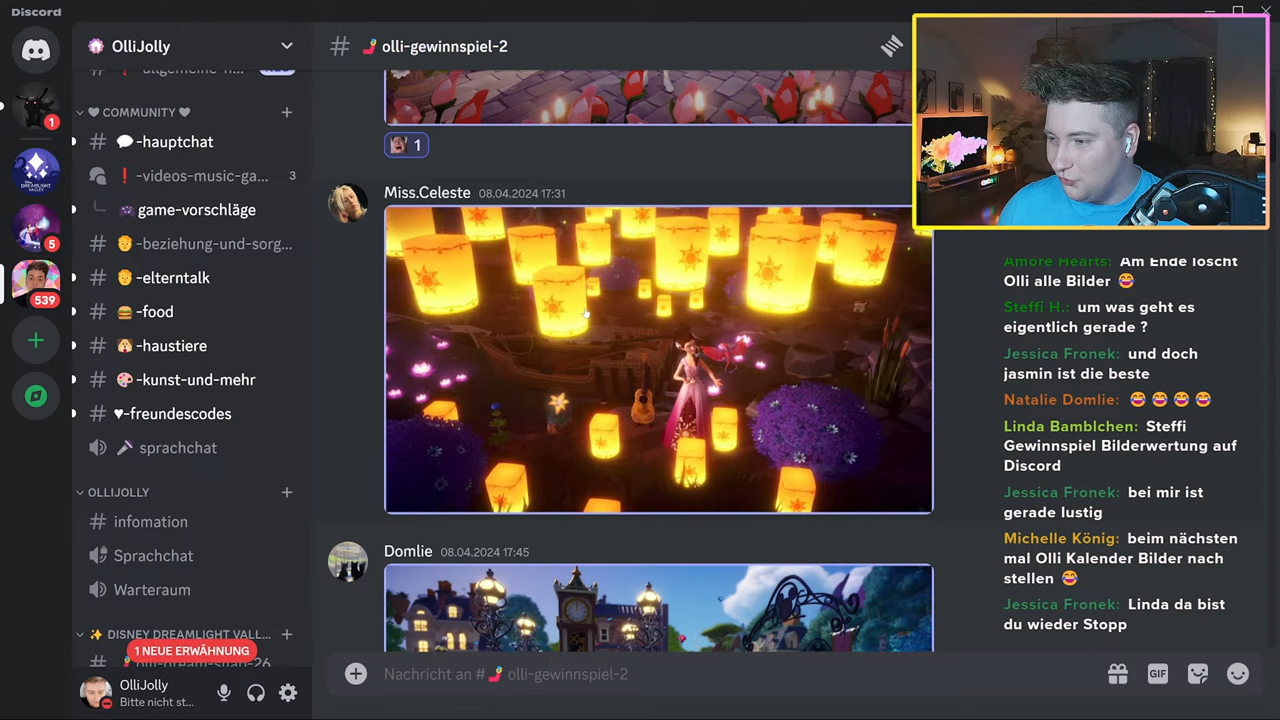 Discord
OlliJolly
olli-gewinnspiel-2
COMMUNITY
-hauptchat
-videos-music-ga...
3
game-vorschläge
-beziehung-und-sorg...
-elterntalk
-food
-haustiere
-kunst-und-mehr
-freundescodes
sprachchat
OLLIJOLLY
infomation
Sprachchat
Warteraum
DISNEY DREAMLIGHT VALL...
1 NEUE ERWÄHNUNG
OlliJolly
Bitte nicht st...
1
5
539
1
Miss.Celeste 08.04.2024 17:31
Domlie 08.04.2024 17:45
Nachricht an # olli-gewinnspiel-2
GIF
Amore Hearts: Am Ende löscht
Olli alle Bilder
Steffi H.: um was geht es
eigentlich gerade ?
Jessica Fronek: und doch
jasmin ist die beste
Natalie Domlie:
Linda Bamblchen: Steffi
Gewinnspiel Bilderwertung auf
Discord
Jessica Fronek: bei mir ist
gerade lustig
Michelle König: beim nächsten
mal Olli Kalender Bilder nach
stellen
Jessica Fronek: Linda da bist
du wieder Stopp